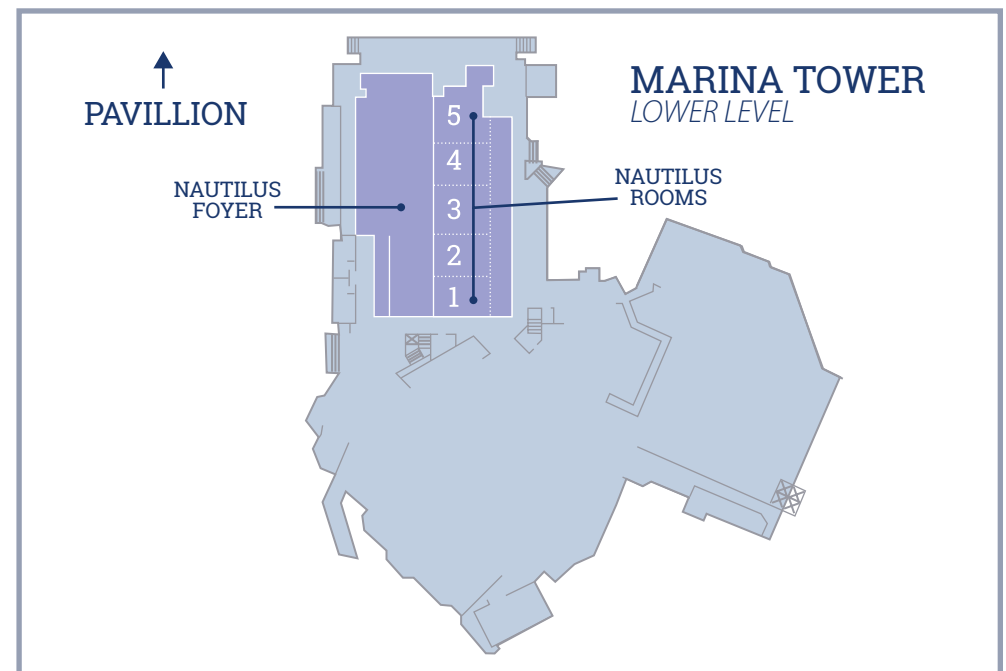 MARINA TOWER
LOWER LEVEL
PAVILLION
NAUTILUS
FOYER
NAUTILUS
ROOMS
5
4
3
2
1